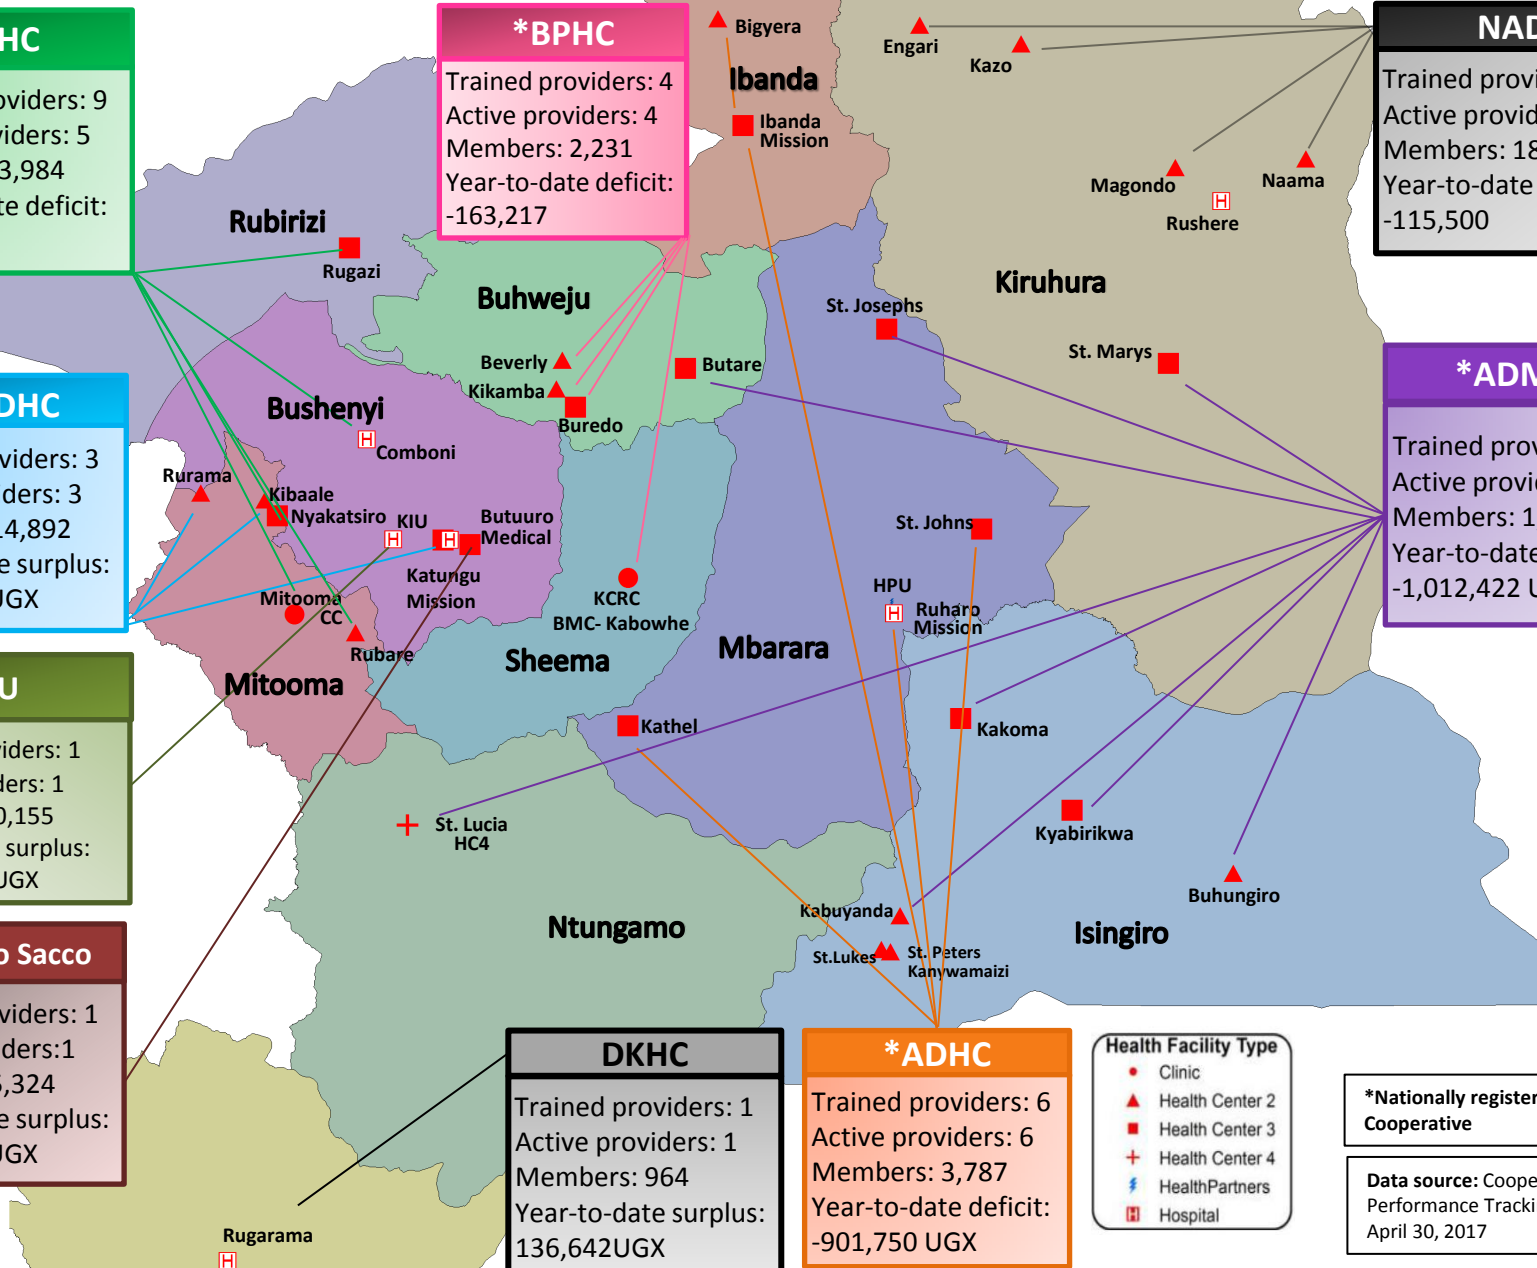 HC
oviders: 9
viders: 5
3,984
te deficit:
*BPHC
Trained providers: 4
Active providers: 4
Members: 2,231
Year-to-date deficit:
-163,217
NAD
Trained provi
Active provid
Members: 18
Year-to-date
-115,500
Bigyera
Ibanda
Ibanda
Mission
Engari
Kazo
Magondo
Naama
Rushere
Kiruhura
Rubirizi
Rugazi
Buhweju
Beverly
Kikamba
Buredo
Butare
St. Josephs
St. Marys
DHC
viders: 3
ders: 3
14,892
e surplus:
UGX
Bushenyi
Comboni
Rurama
Kibaale
Nyakatsiro
KIU
Butuuro
Medical
Katungu
Mission
Mitooma
CC
Rubare
Mitooma
KCRC
BMC- Kabowhe
Sheema
St. Johns
HPU
Ruharo
Mission
Mbarara
*ADM
Trained prov
Active provid
Members: 1
Year-to-date
-1,012,422 U
U
viders: 1
ders: 1
0,155
surplus:
UGX
Kathel
Kakoma
Kyabirikwa
Buhungiro
St. Lucia
HC4
Ntungamo
Kabuyanda
St.Lukes
St. Peters
Kanywamaizi
Isingiro
o Sacco
viders: 1
ders:1
5,324
e surplus:
UGX
Rugarama
DKHC
Trained providers: 1
Active providers: 1
Members: 964
Year-to-date surplus:
136,642UGX
*ADHC
Trained providers: 6
Active providers: 6
Members: 3,787
Year-to-date deficit:
-901,750 UGX
Health Facility Type
Clinic
Health Center 2
Health Center 3
Health Center 4
HealthPartners
Hospital
*Nationally register
Cooperative
Data source: Coope
Performance Tracki
April 30, 2017